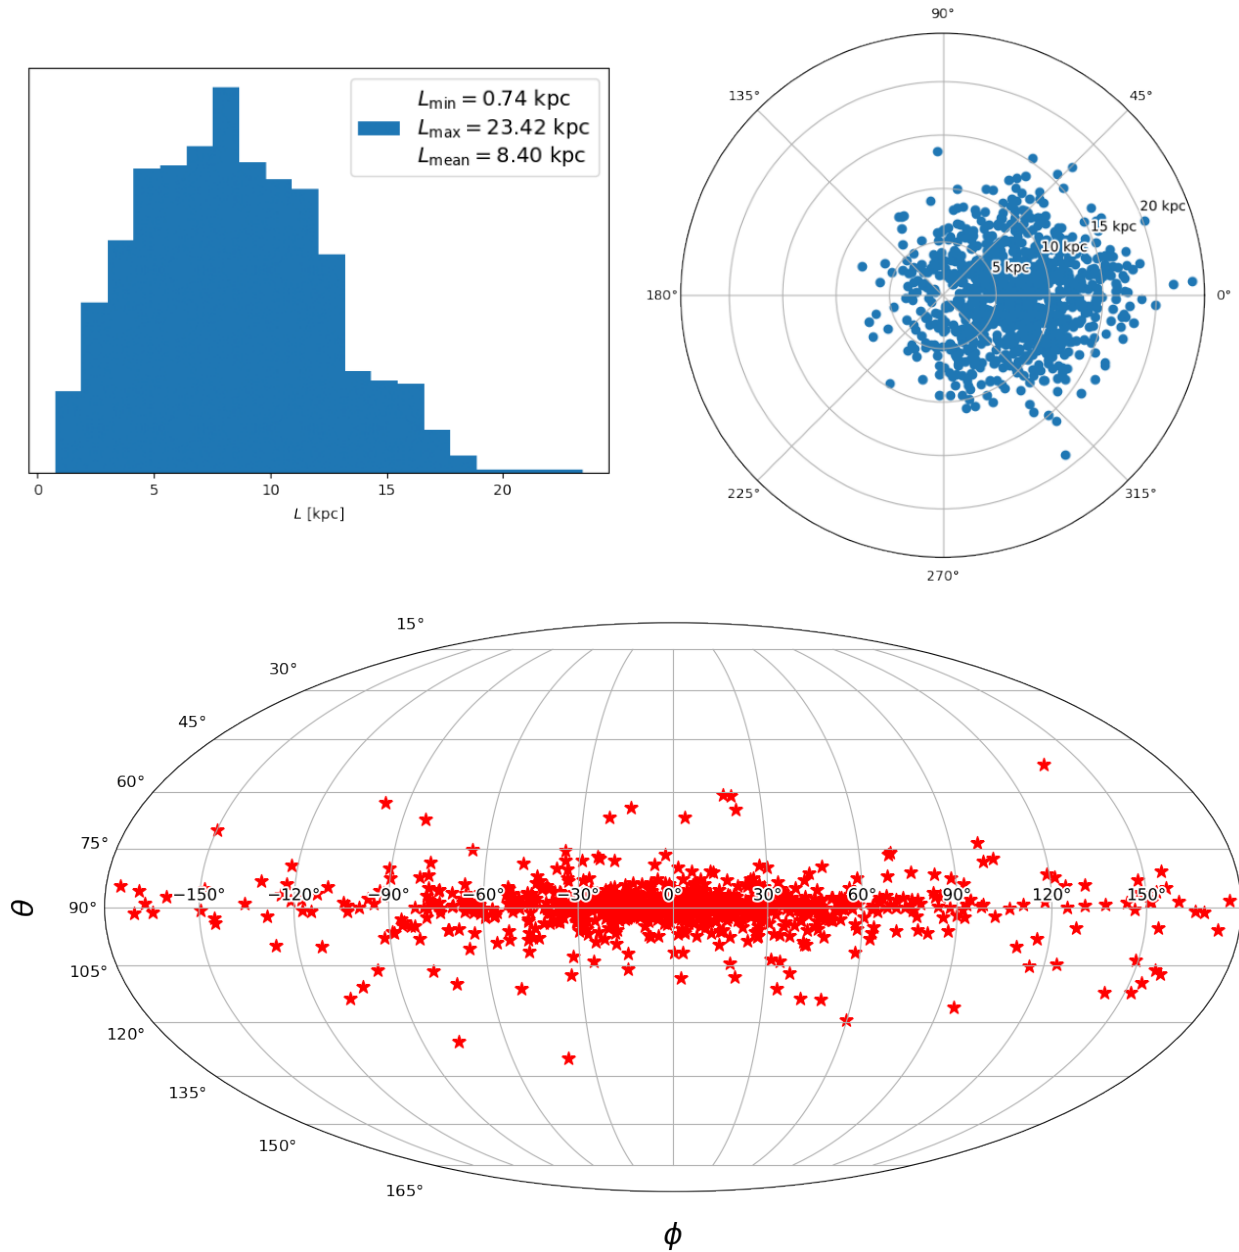 L_min = 0.74 kpc
L_max = 23.42 kpc
L_mean = 8.40 kpc
0 5 10 15 20
L [kpc]
90°
135° 45°
20 kpc
15 kpc
10 kpc
5 kpc
180° 0°
225° 315°
270°
15°
30°
45°
60°
75°
θ 90° −150° −120° −90° −60° −30° 0° 30° 60° 90° 120° 150°
105°
120°
135°
150°
165°
ϕ